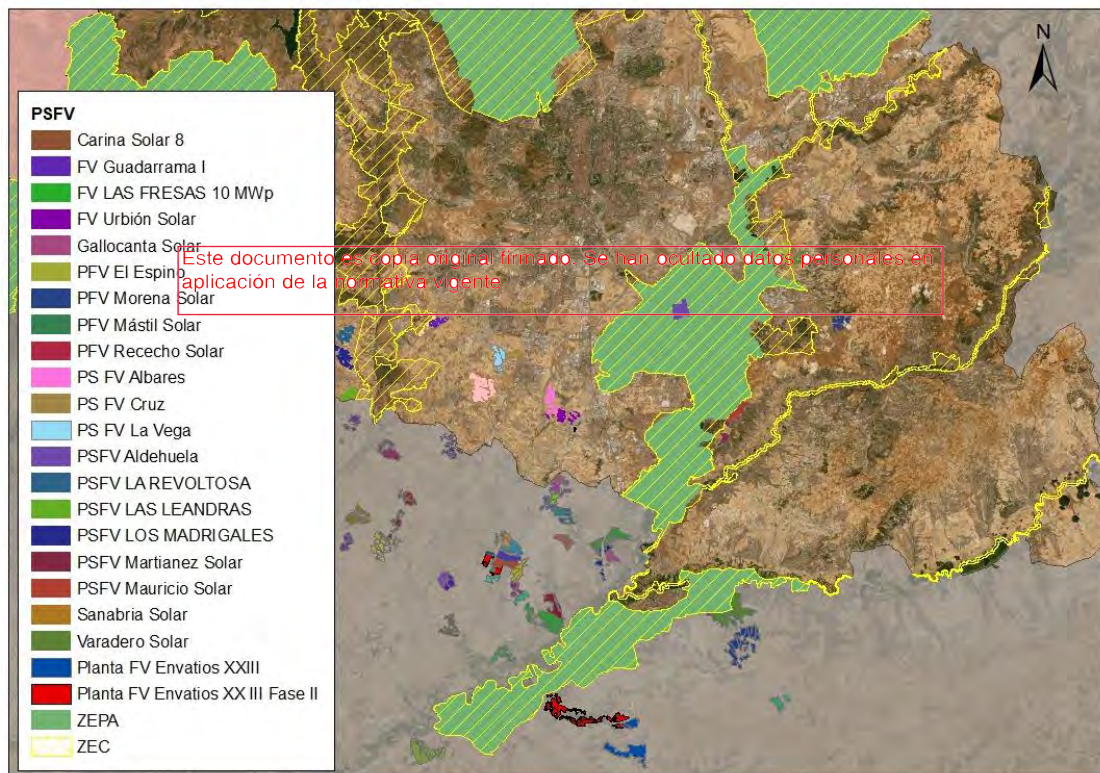 N
PSFV
Carina Solar 8
FV Guadarrama I
FV LAS FRESAS 10 MWp
FV Urbión Solar
Gallocanta Solar
Este documento es copia original firmado. Se han ocultado datos personales en
aplicación de la normativa vigente
PFV El Espino
PFV Morena Solar
PFV Mástil Solar
PFV Rececho Solar
PS FV Albares
PS FV Cruz
PS FV La Vega
PSFV Aldehuela
PSFV LA REVOLTOSA
PSFV LAS LEANDRAS
PSFV LOS MADRIGALES
PSFV Martianez Solar
PSFV Mauricio Solar
Sanabria Solar
Varadero Solar
Planta FV Envatios XXIII
Planta FV Envatios XX III Fase II
ZEPA
ZEC